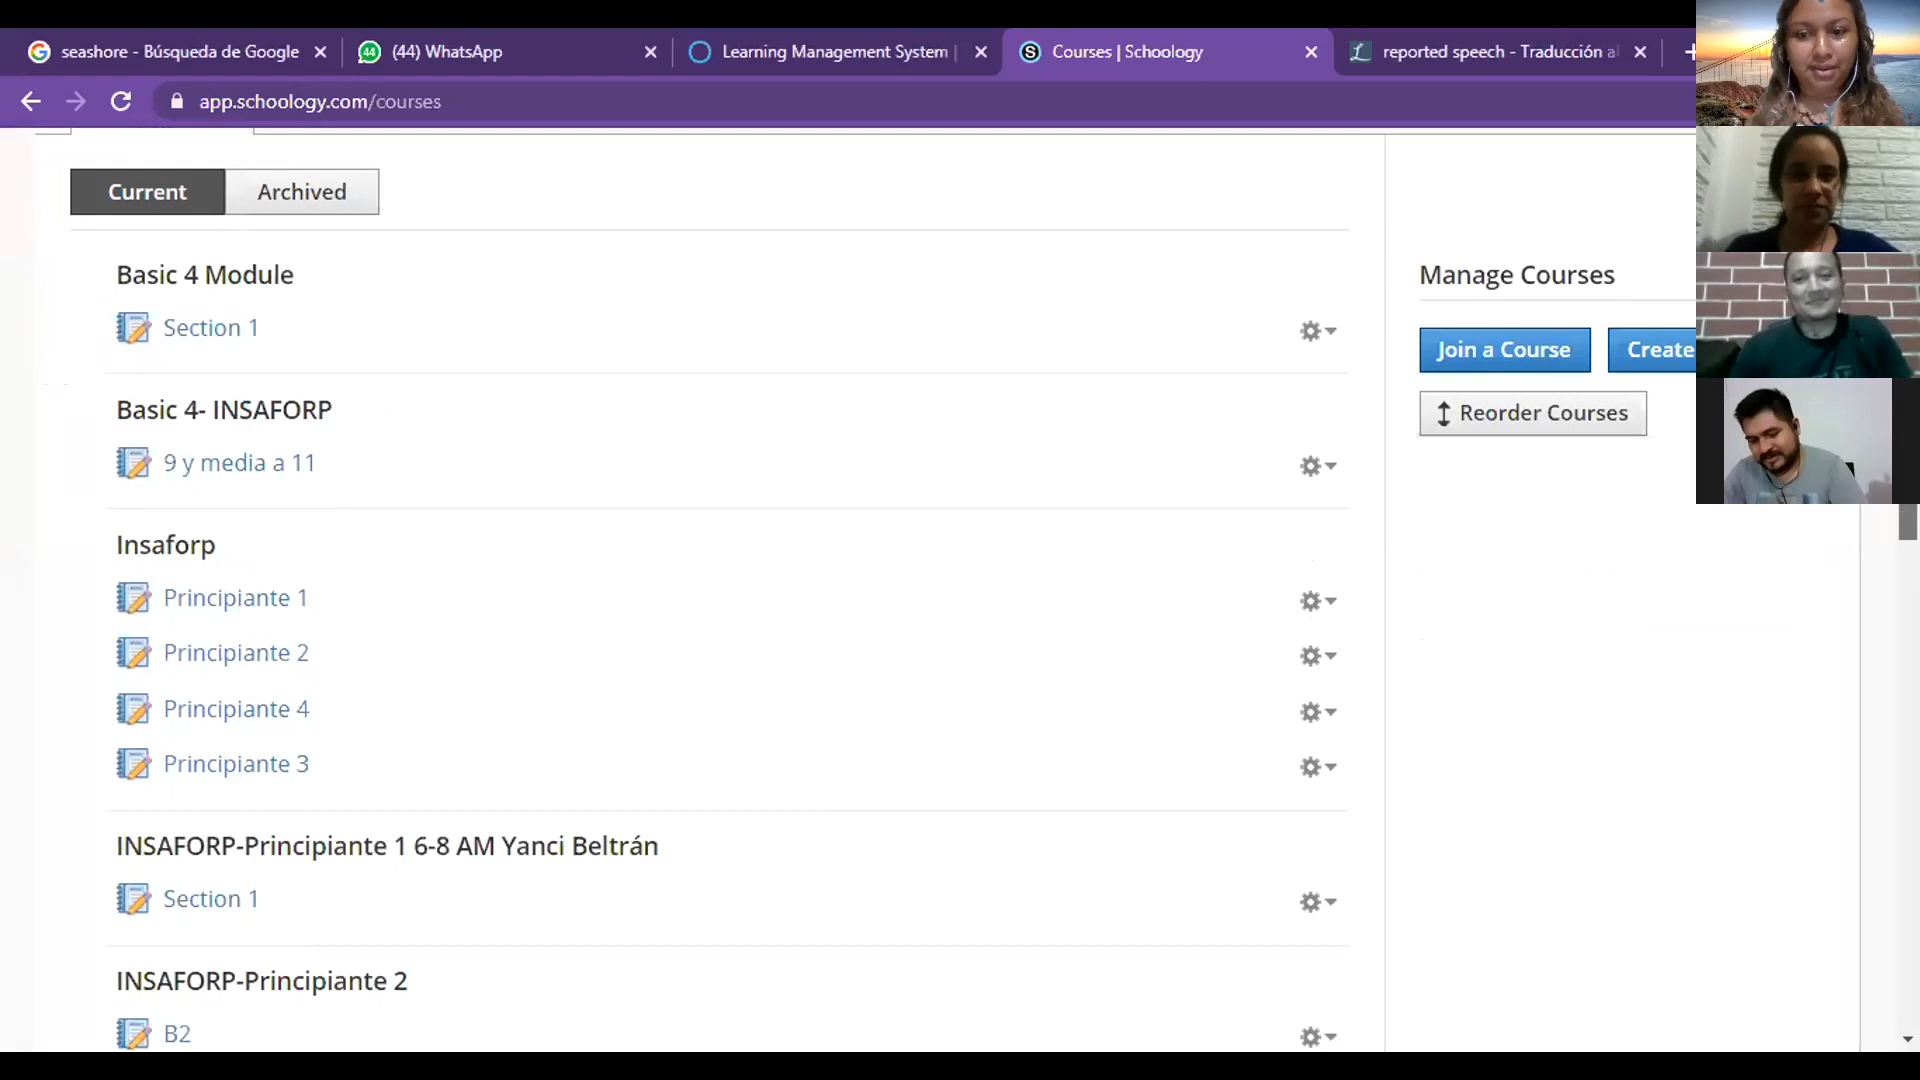 seashore - Búsqueda de Google
44
(44) WhatsApp
Learning Management System |
S
Courses | Schoology
reported speech - Traducción al
app.schoology.com/courses
Current
Archived
Basic 4 Module
Section 1
Manage Courses
Join a Course
Create
Basic 4- INSAFORP
Reorder Courses
9 y media a 11
Insaforp
Principiante 1
Principiante 2
Principiante 4
Principiante 3
INSAFORP-Principiante 1 6-8 AM Yanci Beltrán
Section 1
INSAFORP-Principiante 2
B2